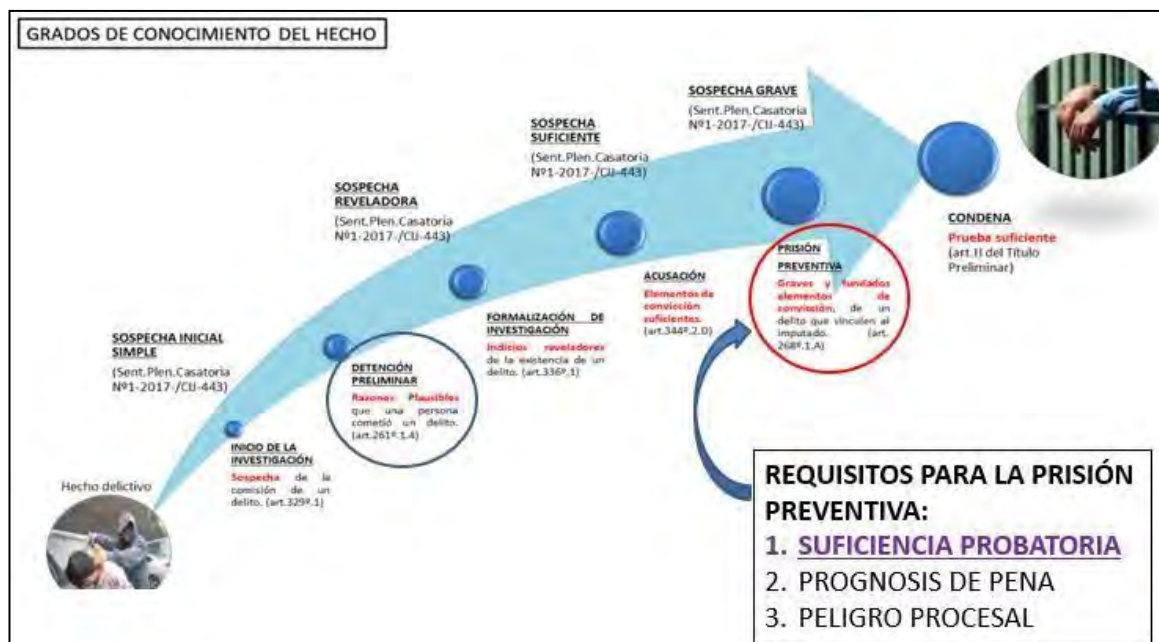 GRADOS DE CONOCIMIENTO DEL HECHO
SOSPECHA GRAVE
(Sent.Plen.Casatoria
Nº1-2017-/CIJ-443)
SOSPECHA
SUFICIENTE
(Sent.Plen.Casatoria
Nº1-2017-/CIJ-443)
SOSPECHA
REVELADORA
(Sent.Plen.Casatoria
Nº1-2017-/CIJ-443)
SOSPECHA INICIAL
SIMPLE
(Sent.Plen.Casatoria
Nº1-2017-/CIJ-443)
Hecho delictivo
INICIO DE LA
INVESTIGACIÓN
Sospecha de la
comisión de un
delito. (art.329º.1)
DETENCIÓN
PRELIMINAR
Razones Plausibles
que una persona
cometió un delito.
(art.261º.1.A)
FORMALIZACIÓN DE
INVESTIGACIÓN
Indicios reveladores
de la existencia de un
delito. (art.336º.1)
ACUSACIÓN
Elementos de
convicción
suficientes.
(art.344º.2.D)
PRISIÓN
PREVENTIVA
Graves y fundados
elementos de
convicción, de un
delito que vinculen al
imputado. (art.
268º.1.A)
CONDENA
Prueba suficiente
(art.II del Título
Preliminar)
REQUISITOS PARA LA PRISIÓN
PREVENTIVA:
1. SUFICIENCIA PROBATORIA
2. PROGNOSIS DE PENA
3. PELIGRO PROCESAL